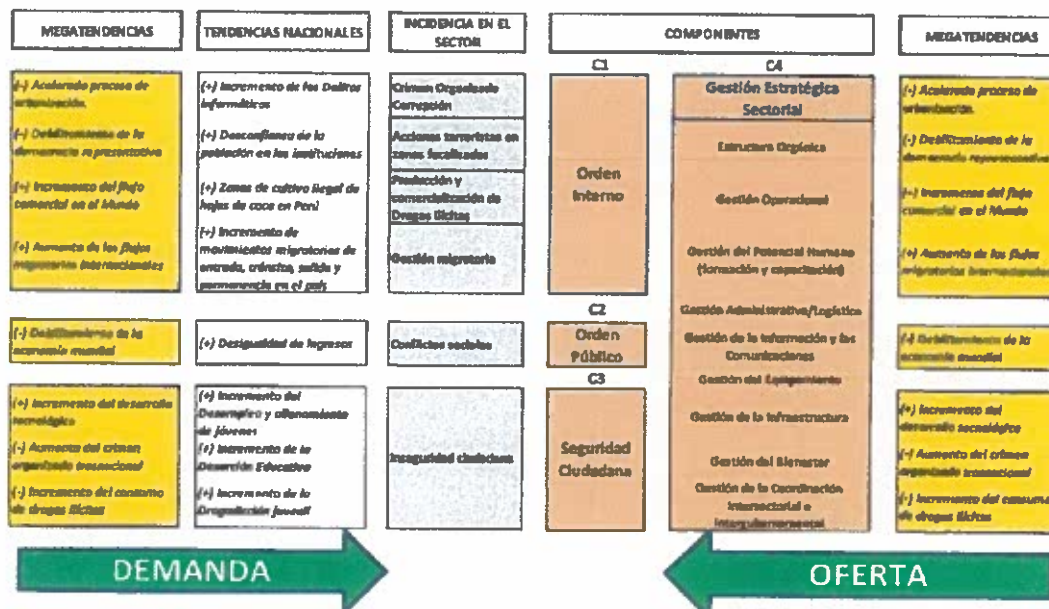 MEGATENDENCIAS
(-) Acelerado proceso de
urbanización.
(-) Debilitamiento de la
democracia representativa
(+) Incremento del flujo
comercial en el Mundo
(+) Aumento de los flujos
migratorios internacionales
(-) Debilitamiento de la
economía mundial
(+) Incremento del desarrollo
tecnológico
(-) Aumento del crimen
organizado trasnacional
(-) Incremento del consumo
de drogas ilícitas
TENDENCIAS NACIONALES
(+) Incremento de los Delitos
Informáticos
(+) Desconfianza de la
población en las instituciones
(+) Zonas de cultivo ilegal de
hojas de coca en Perú
(+) Incremento de
movimientos migratorios de
entrada, tránsito, salida y
permanencia en el país
(+) Desigualdad de Ingresos
(+) Incremento del
Desempleo y alienamiento
de jóvenes
(+) Incremento de la
Deserción Educativa
(+) Incremento de la
Drogadicción juvenil
INCIDENCIA EN EL
SECTOR
Crimen Organizado
Corrupción
Acciones terroristas en
zonas focalizadas
Producción y
comercialización de
Drogas Ilícitas
Gestión migratoria
Conflictos sociales
Inseguridad ciudadana
COMPONENTES
C1
Orden
Interno
C2
Orden
Público
C3
Seguridad
Ciudadana
C4
Gestión Estratégica
Sectorial
Estructura Orgánica
Gestión Operacional
Gestión del Potencial Humano
(formación y capacitación)
Gestión Administrativa/Logística
Gestión de la Información y las
Comunicaciones
Gestión del Equipamiento
Gestión de la Infraestructura
Gestión del Bienestar
Gestión de la Coordinación
Intersectorial e
Intergubernamental
MEGATENDENCIAS
(-) Acelerado proceso de
urbanización.
(-) Debilitamiento de la
democracia representativa
(+) Incremento del flujo
comercial en el Mundo
(+) Aumento de los flujos
migratorios internacionales
(-) Debilitamiento de la
economía mundial
(+) Incremento del
desarrollo tecnológico
(-) Aumento del crimen
organizado transnacional
(-) Incremento del consumo
de drogas ilícitas
DEMANDA
OFERTA